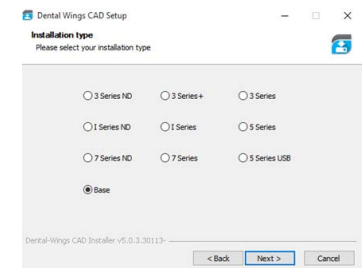 Dental Wings CAD Setup
Installation type
Please select your installation type
3 Series ND 3 Series+ 3 Series
I Series ND I Series 5 Series
7 Series ND 7 Series 5 Series USB
Base
Dental-Wings CAD Installer v5.0.3.30113-
< Back Next > Cancel